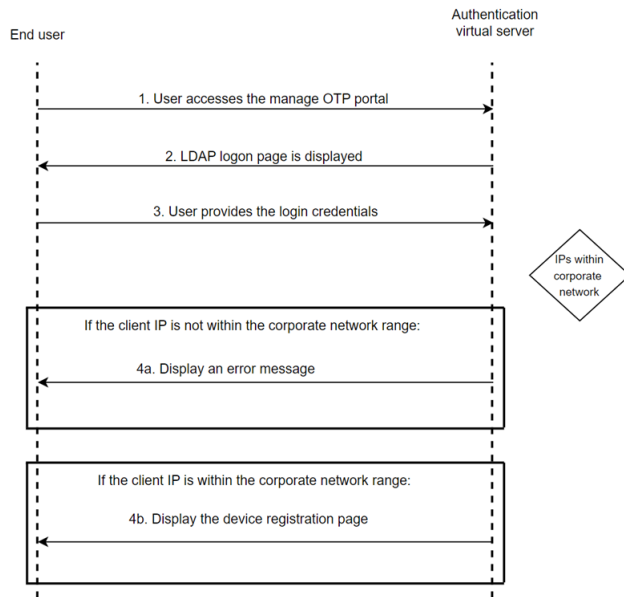 End user
Authentication
virtual server
1. User accesses the manage OTP portal
2. LDAP logon page is displayed
3. User provides the login credentials
IPs within
corporate
network
If the client IP is not within the corporate network range:
4a. Display an error message
If the client IP is within the corporate network range:
4b. Display the device registration page